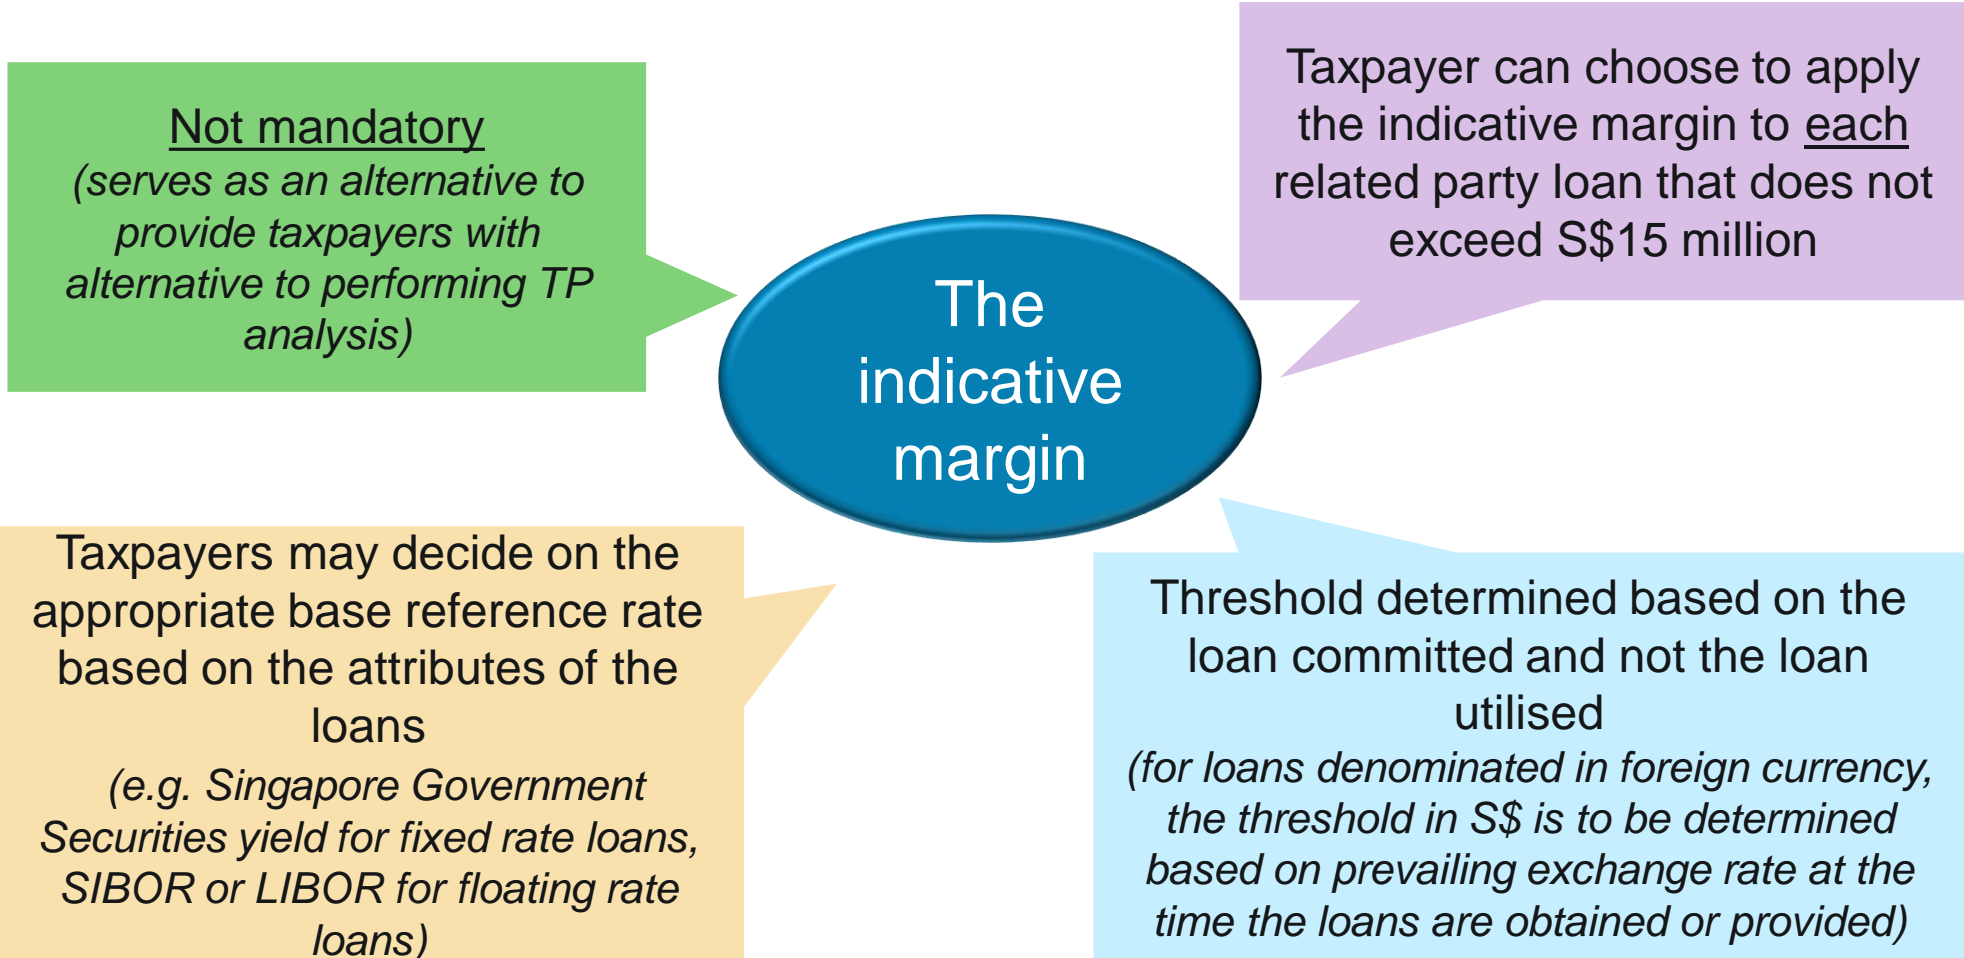 Not mandatory
(serves as an alternative to
provide taxpayers with
alternative to performing TP
analysis)
Taxpayer can choose to apply
the indicative margin to each
related party loan that does not
exceed S$15 million
The
indicative
margin
Taxpayers may decide on the
appropriate base reference rate
based on the attributes of the
loans
(e.g. Singapore Government
Securities yield for fixed rate loans,
SIBOR or LIBOR for floating rate
loans)
Threshold determined based on the
loan committed and not the loan
utilised
(for loans denominated in foreign currency,
the threshold in S$ is to be determined
based on prevailing exchange rate at the
time the loans are obtained or provided)